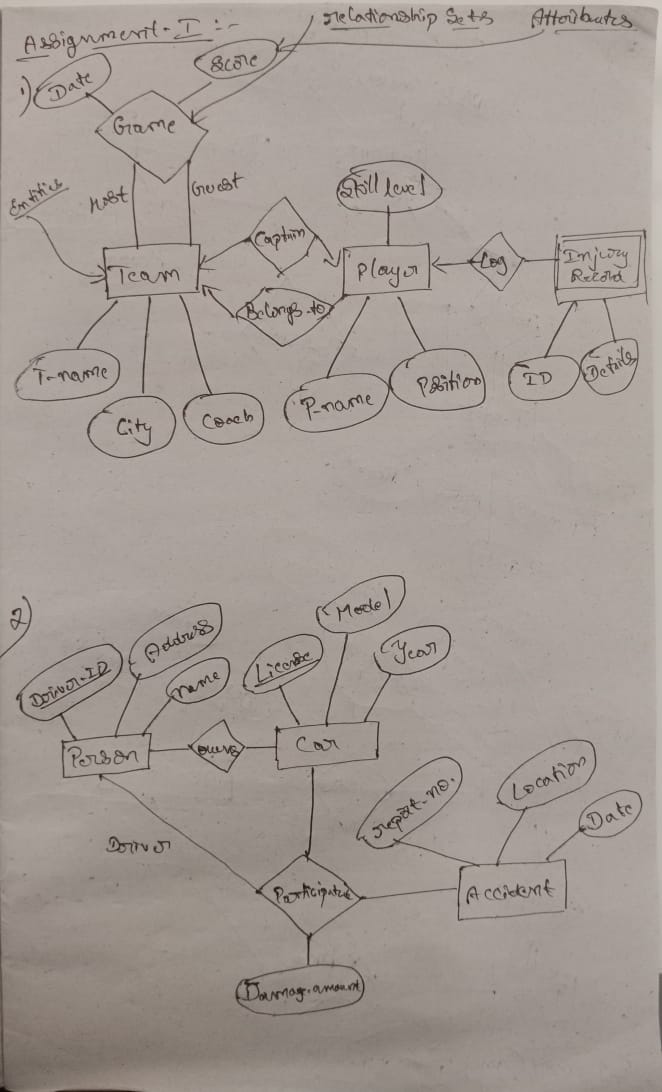 Assignment-I :-
relationship Sets
Attributes
1)
Date
Score
Game
Entities
Host
Guest
Captain
Skill level
Team
Player
Log
Injury
Record
Belongs-to
T-name
City
Coach
P-name
Position
ID
Details
2)
Driver-ID
Address
name
License
Model
Year
Person
owns
Car
Driver
report-no.
Location
Date
Participated
Accident
Damage.amount